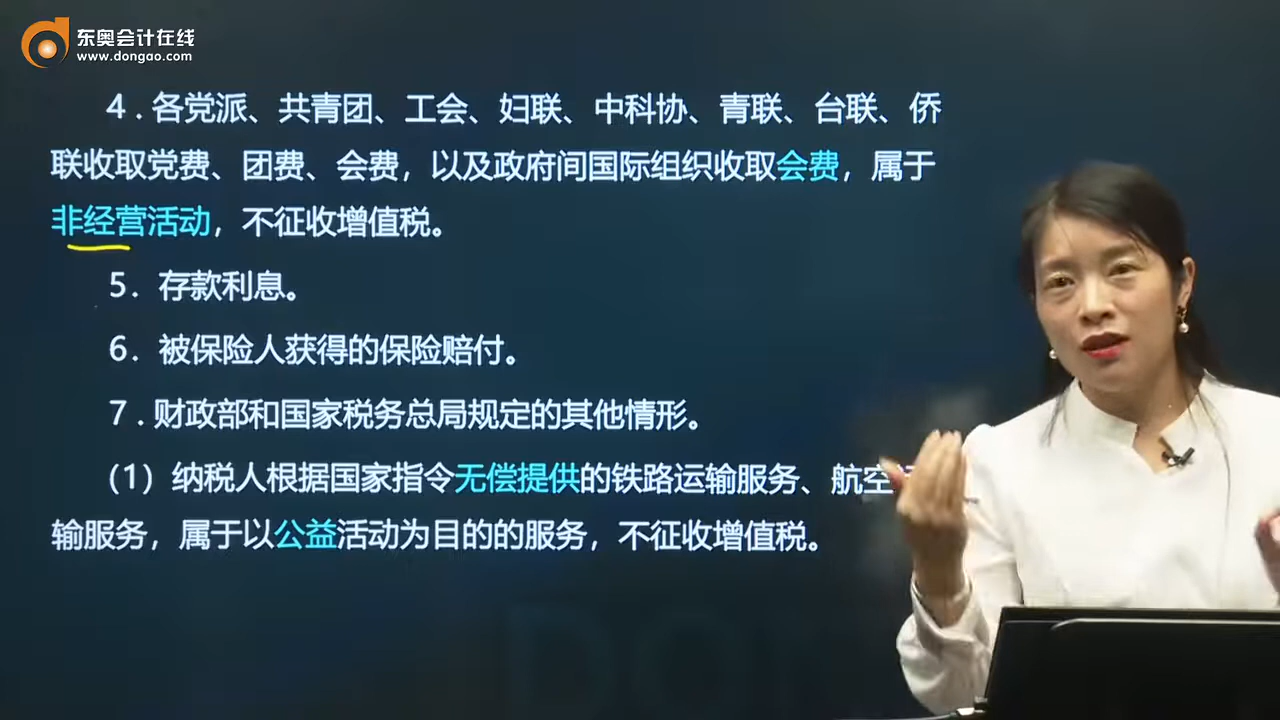 东奥会计在线
www.dongao.com
4.各党派、共青团、工会、妇联、中科协、青联、台联、侨
联收取党费、团费、会费，以及政府间国际组织收取会费，属于
非经营活动，不征收增值税。
5. 存款利息。
6. 被保险人获得的保险赔付。
7.财政部和国家税务总局规定的其他情形。
（1）纳税人根据国家指令无偿提供的铁路运输服务、航空
输服务，属于以公益活动为目的的服务，不征收增值税。